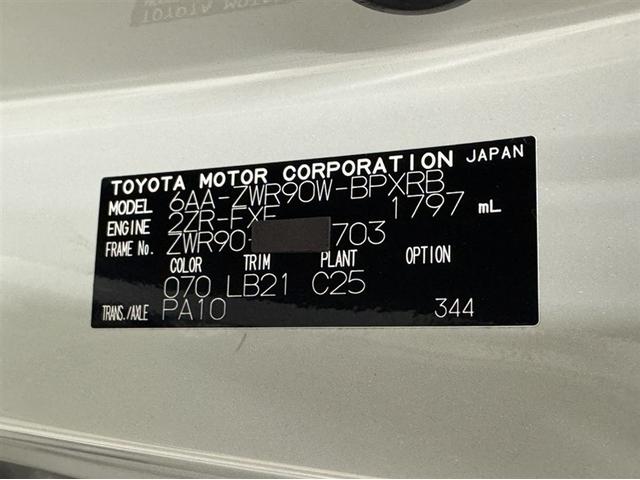 TOYOTA MOTOR CORPORATION JAPAN
MODEL 6AA-ZWR90W-BPXRB
ENGINE 2ZR-FXE 1797 mL
FRAME No. ZWR90- 703
COLOR TRIM PLANT OPTION
070 LB21 C25
TRANS./AXLE PA10 344